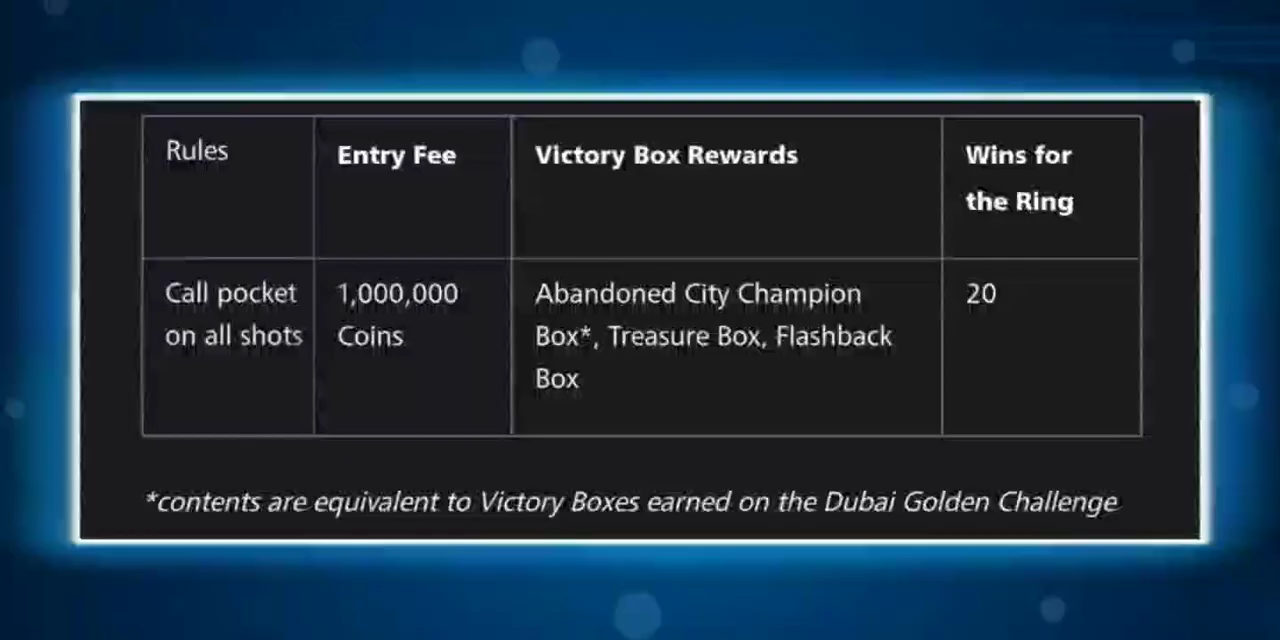 Rules
Entry Fee
Victory Box Rewards
Wins for
the Ring
Call pocket
on all shots
1,000,000
Coins
Abandoned City Champion
Box*, Treasure Box, Flashback
Box
20
*contents are equivalent to Victory Boxes earned on the Dubai Golden Challenge